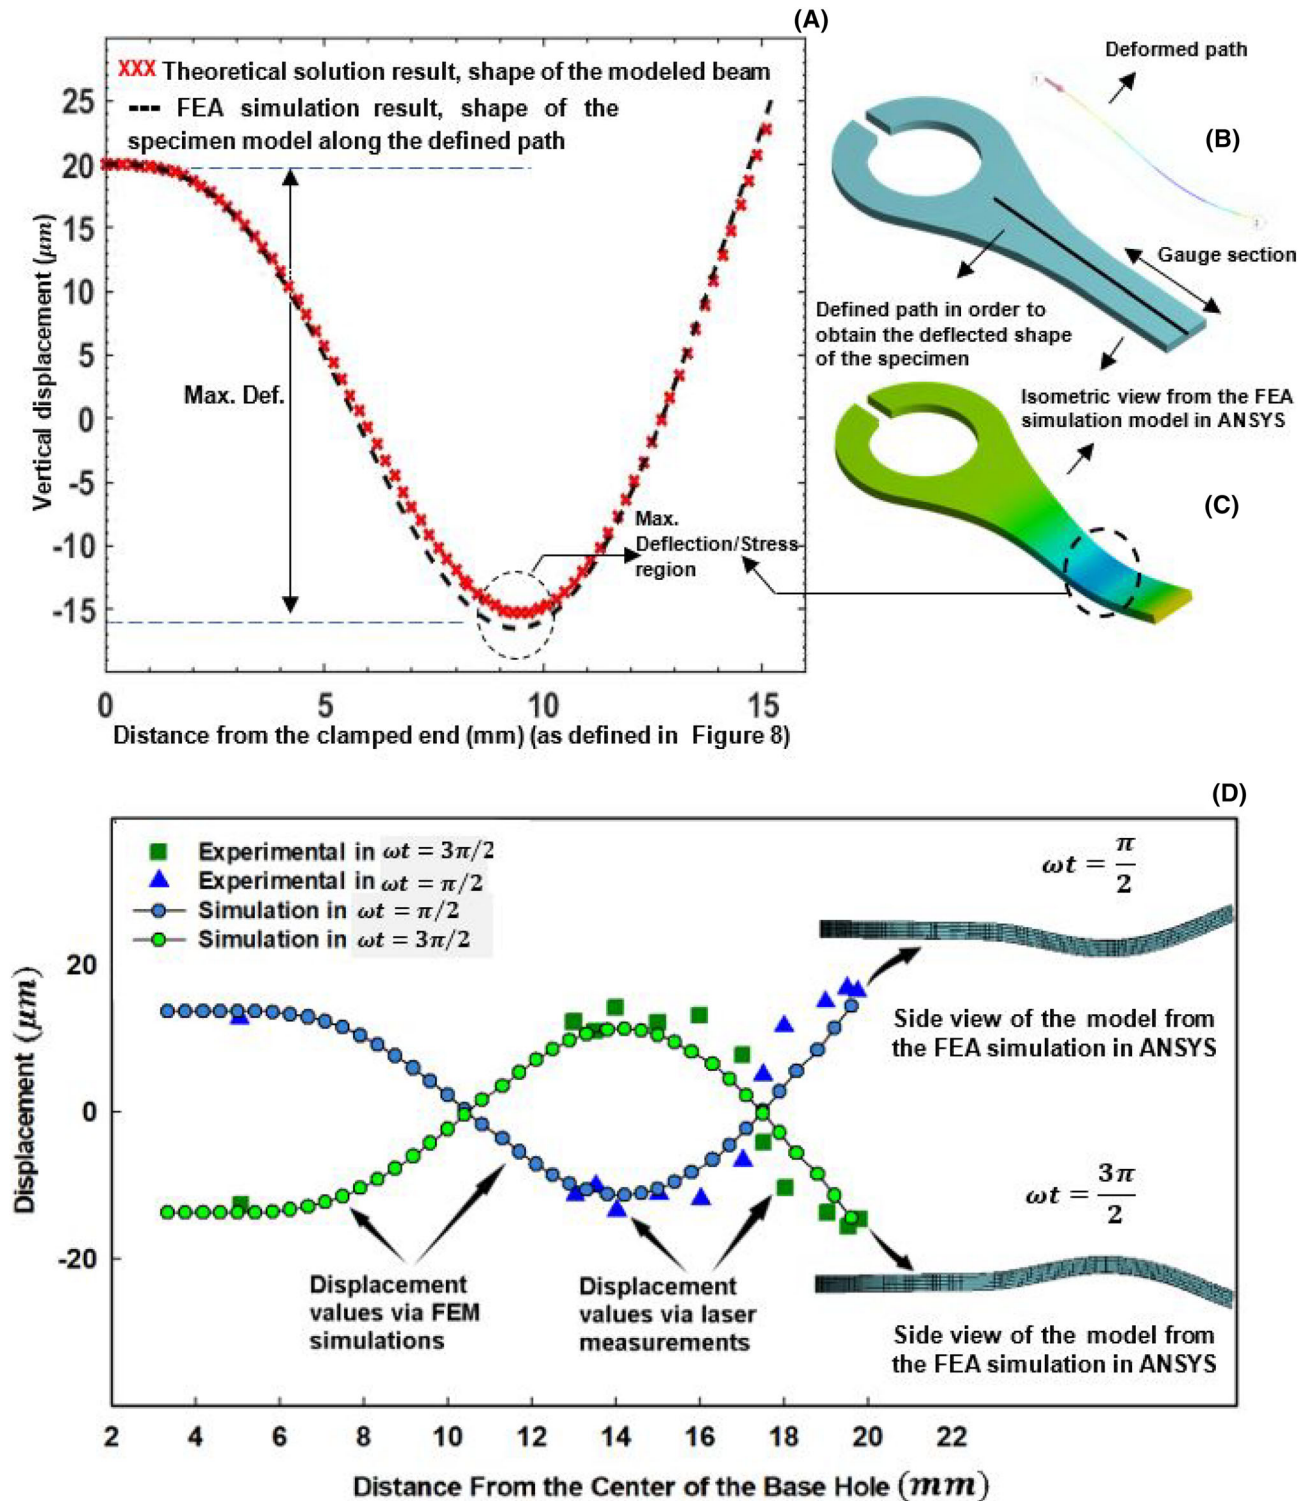 (A)
XXX Theoretical solution result, shape of the modeled beam
--- FEA simulation result, shape of the
specimen model along the defined path
25
20
15
10
5
0
-5
-10
-15
Vertical displacement (μm)
Max. Def.
Max.
Deflection/Stress
region
0 5 10 15
Distance from the clamped end (mm) (as defined in Figure 8)
Deformed path
(B)
Gauge section
Defined path in order to
obtain the deflected shape
of the specimen
Isometric view from the FEA
simulation model in ANSYS
(C)
(D)
Experimental in ωt = 3π/2
Experimental in ωt = π/2
Simulation in ωt = π/2
Simulation in ωt = 3π/2
20
0
-20
Displacement (μm)
ωt = π/2
Side view of the model from
the FEA simulation in ANSYS
ωt = 3π/2
Side view of the model from
the FEA simulation in ANSYS
Displacement
values via FEM
simulations
Displacement
values via laser
measurements
2 4 6 8 10 12 14 16 18 20 22
Distance From the Center of the Base Hole (mm)